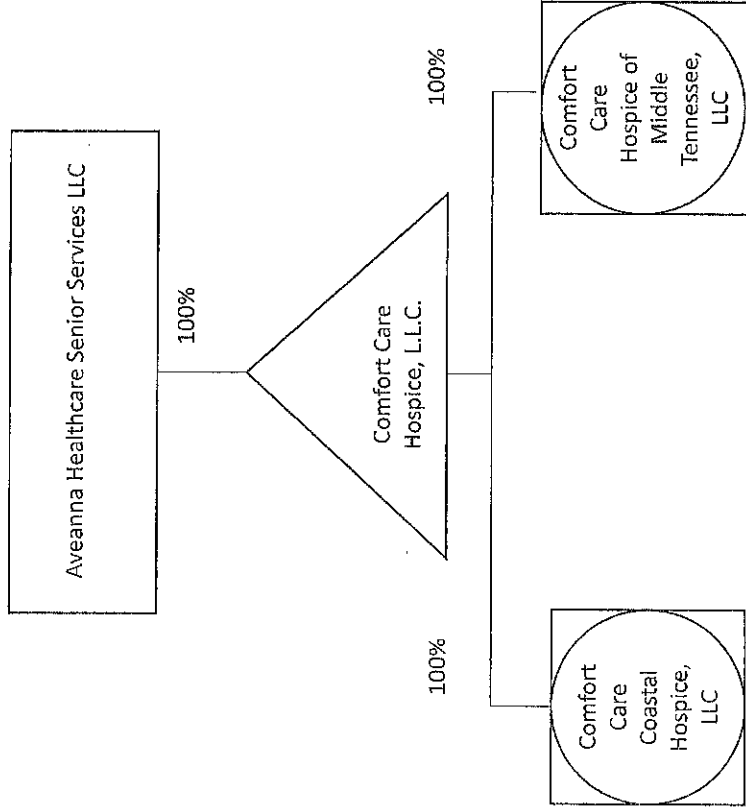 Aveanna Healthcare Senior Services LLC
100%
Comfort Care
Hospice, L.L.C.
100%
100%
Comfort
Care
Coastal
Hospice,
LLC
Comfort
Care
Hospice of
Middle
Tennessee,
LLC